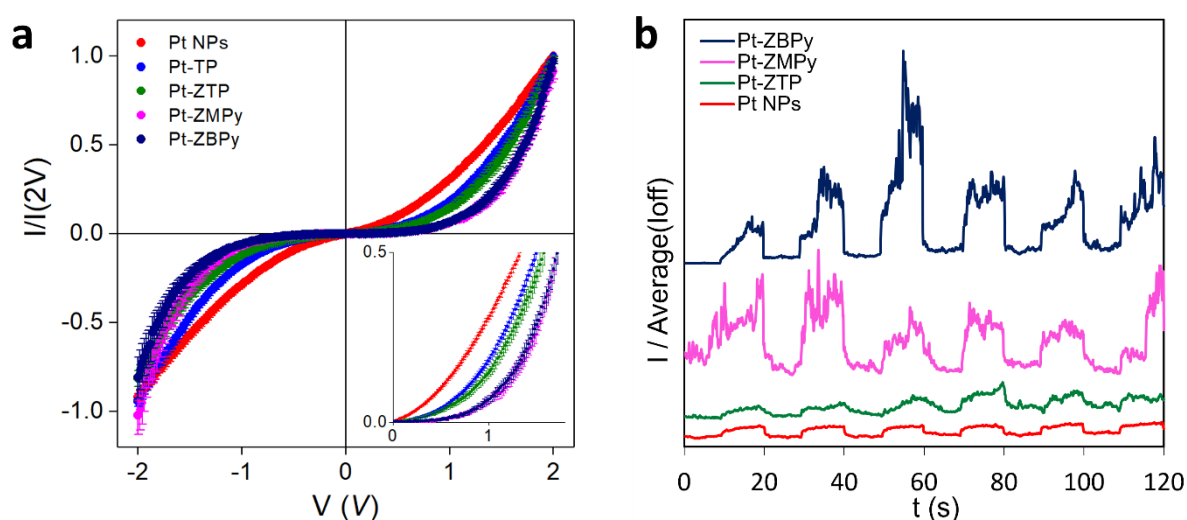 a
Pt NPs
Pt-TP
Pt-ZTP
Pt-ZMPy
Pt-ZBPy
I/I(2V)
1.0
0.5
0.0
-0.5
-1.0
0.5
0.0
0
1
-2
-1
0
1
2
V (V)
b
Pt-ZBPy
Pt-ZMPy
Pt-ZTP
Pt NPs
I / Average(Ioff)
0
20
40
60
80
100
120
t (s)